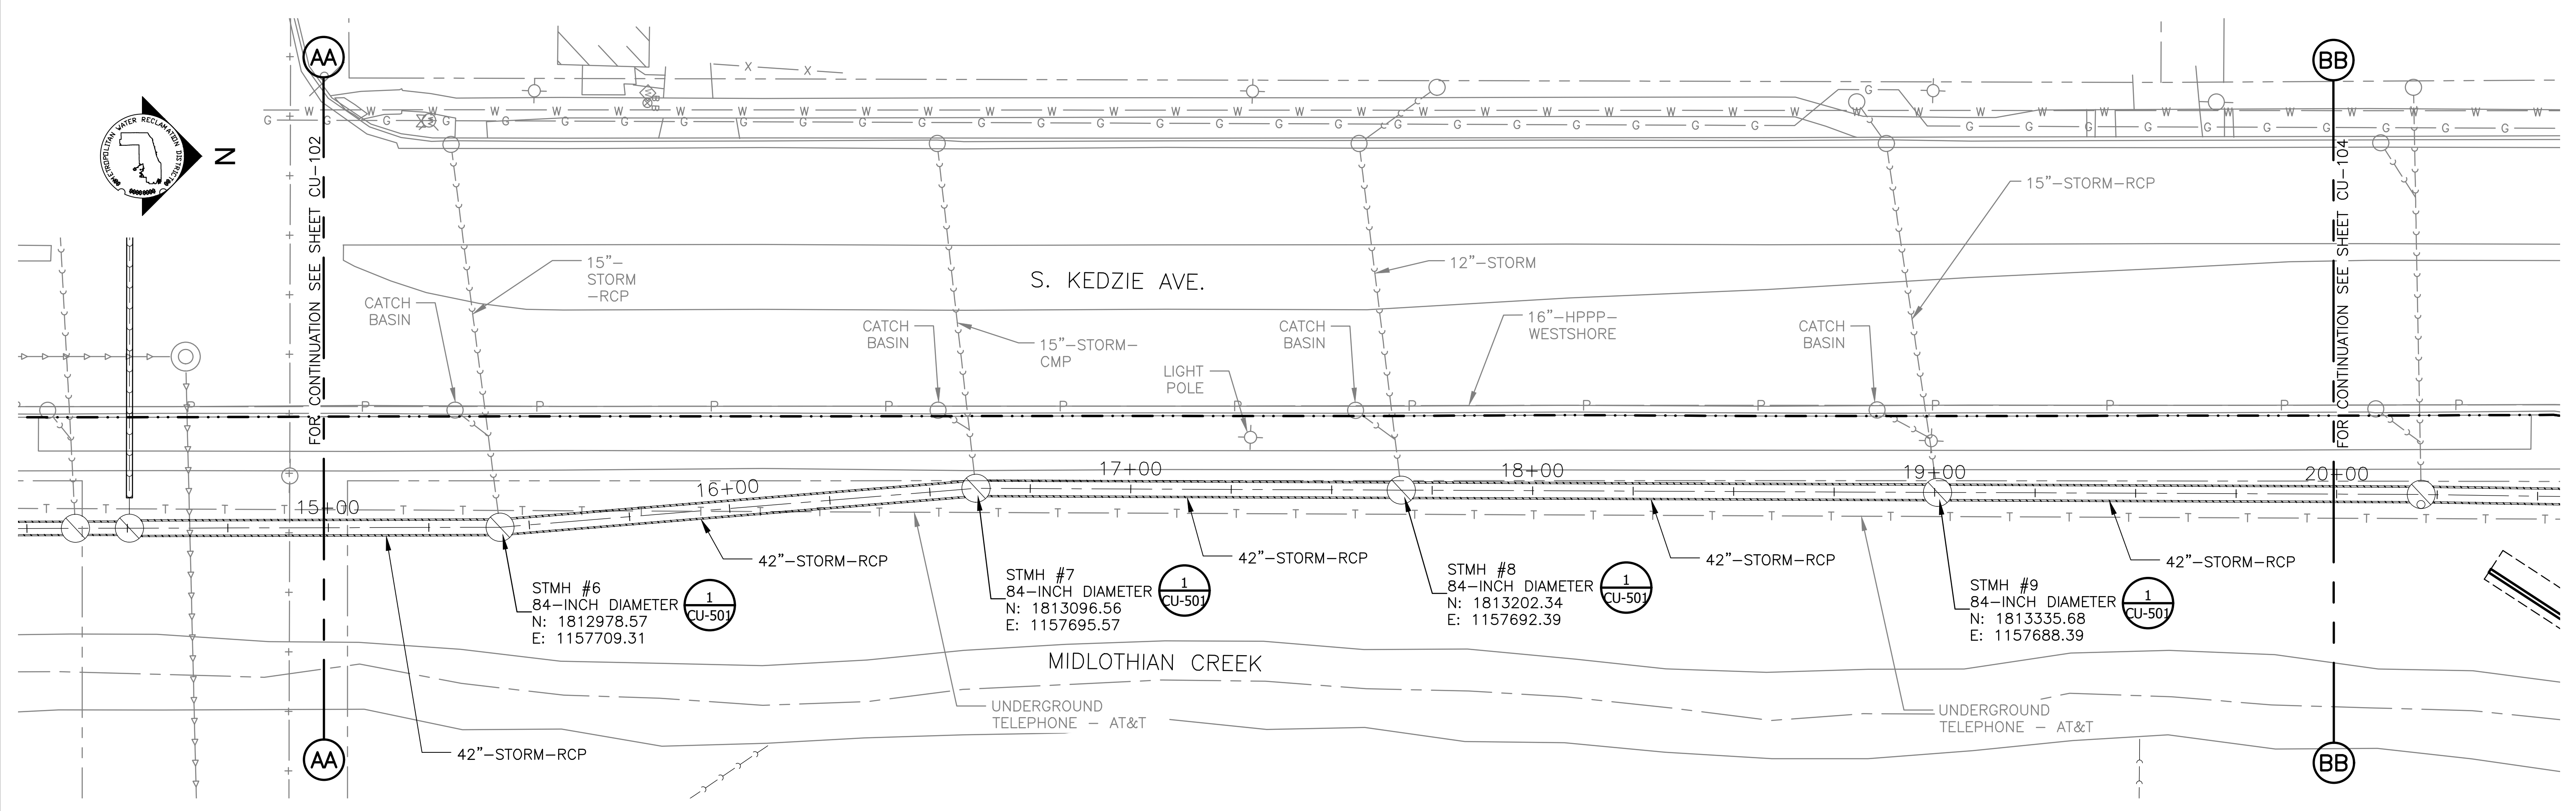 AA
BB
METROPOLITAN WATER RECLAMATION DISTRICT
N
FOR CONTINUATION SEE SHEET CU-102
FOR CONTINUATION SEE SHEET CU-104
15"-STORM-RCP
15"-
STORM
-RCP
12"-STORM
S. KEDZIE AVE.
CATCH
BASIN
CATCH
BASIN
15"-STORM-
CMP
CATCH
BASIN
16"-HPPP-
WESTSHORE
CATCH
BASIN
LIGHT
POLE
15+00
16+00
17+00
18+00
19+00
20+00
42"-STORM-RCP
42"-STORM-RCP
42"-STORM-RCP
42"-STORM-RCP
STMH #6
84-INCH DIAMETER
N: 1812978.57
E: 1157709.31
1
CU-501
STMH #7
84-INCH DIAMETER
N: 1813096.56
E: 1157695.57
1
CU-501
STMH #8
84-INCH DIAMETER
N: 1813202.34
E: 1157692.39
1
CU-501
STMH #9
84-INCH DIAMETER
N: 1813335.68
E: 1157688.39
1
CU-501
MIDLOTHIAN CREEK
UNDERGROUND
TELEPHONE - AT&T
UNDERGROUND
TELEPHONE - AT&T
42"-STORM-RCP
AA
BB